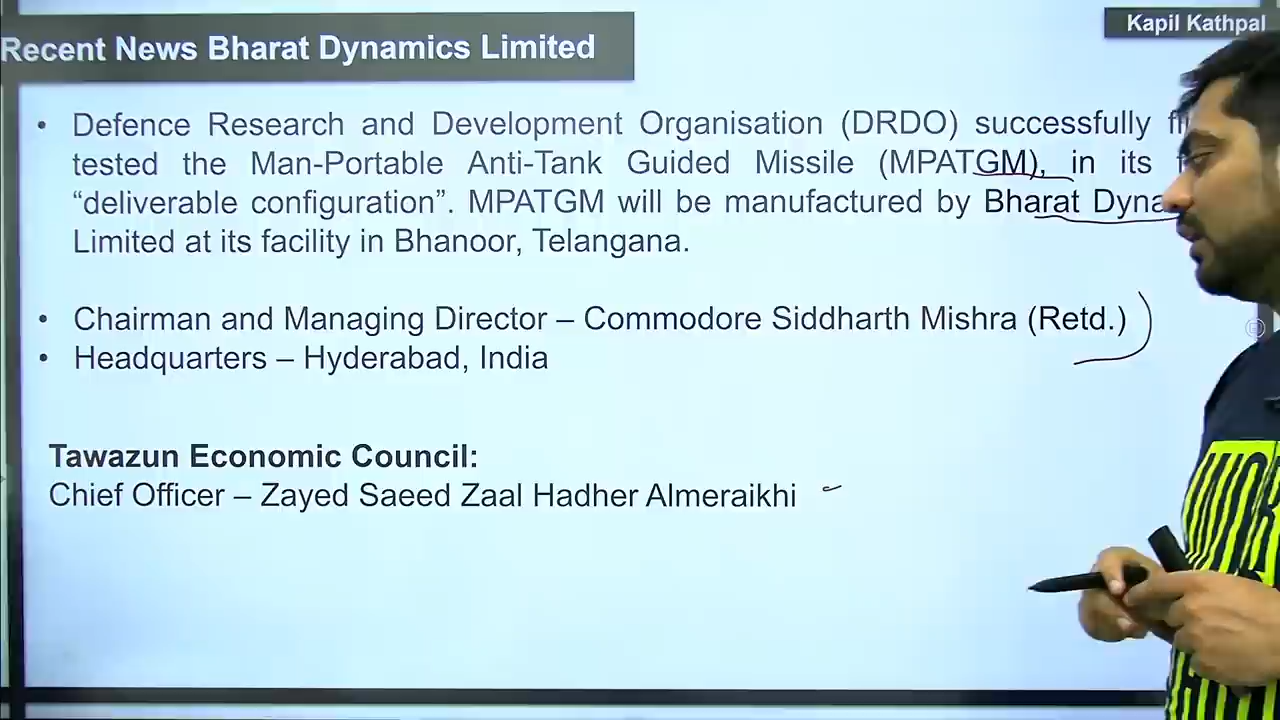 Recent News Bharat Dynamics Limited
Kapil Kathpal
• Defence Research and Development Organisation (DRDO) successfully
tested the Man-Portable Anti-Tank Guided Missile (MPATGM), in its
“deliverable configuration”. MPATGM will be manufactured by Bharat
Limited at its facility in Bhanoor, Telangana.
• Chairman and Managing Director – Commodore Siddharth Mishra (Retd.)
• Headquarters – Hyderabad, India
Tawazun Economic Council:
Chief Officer – Zayed Saeed Zaal Hadher Almeraikhi